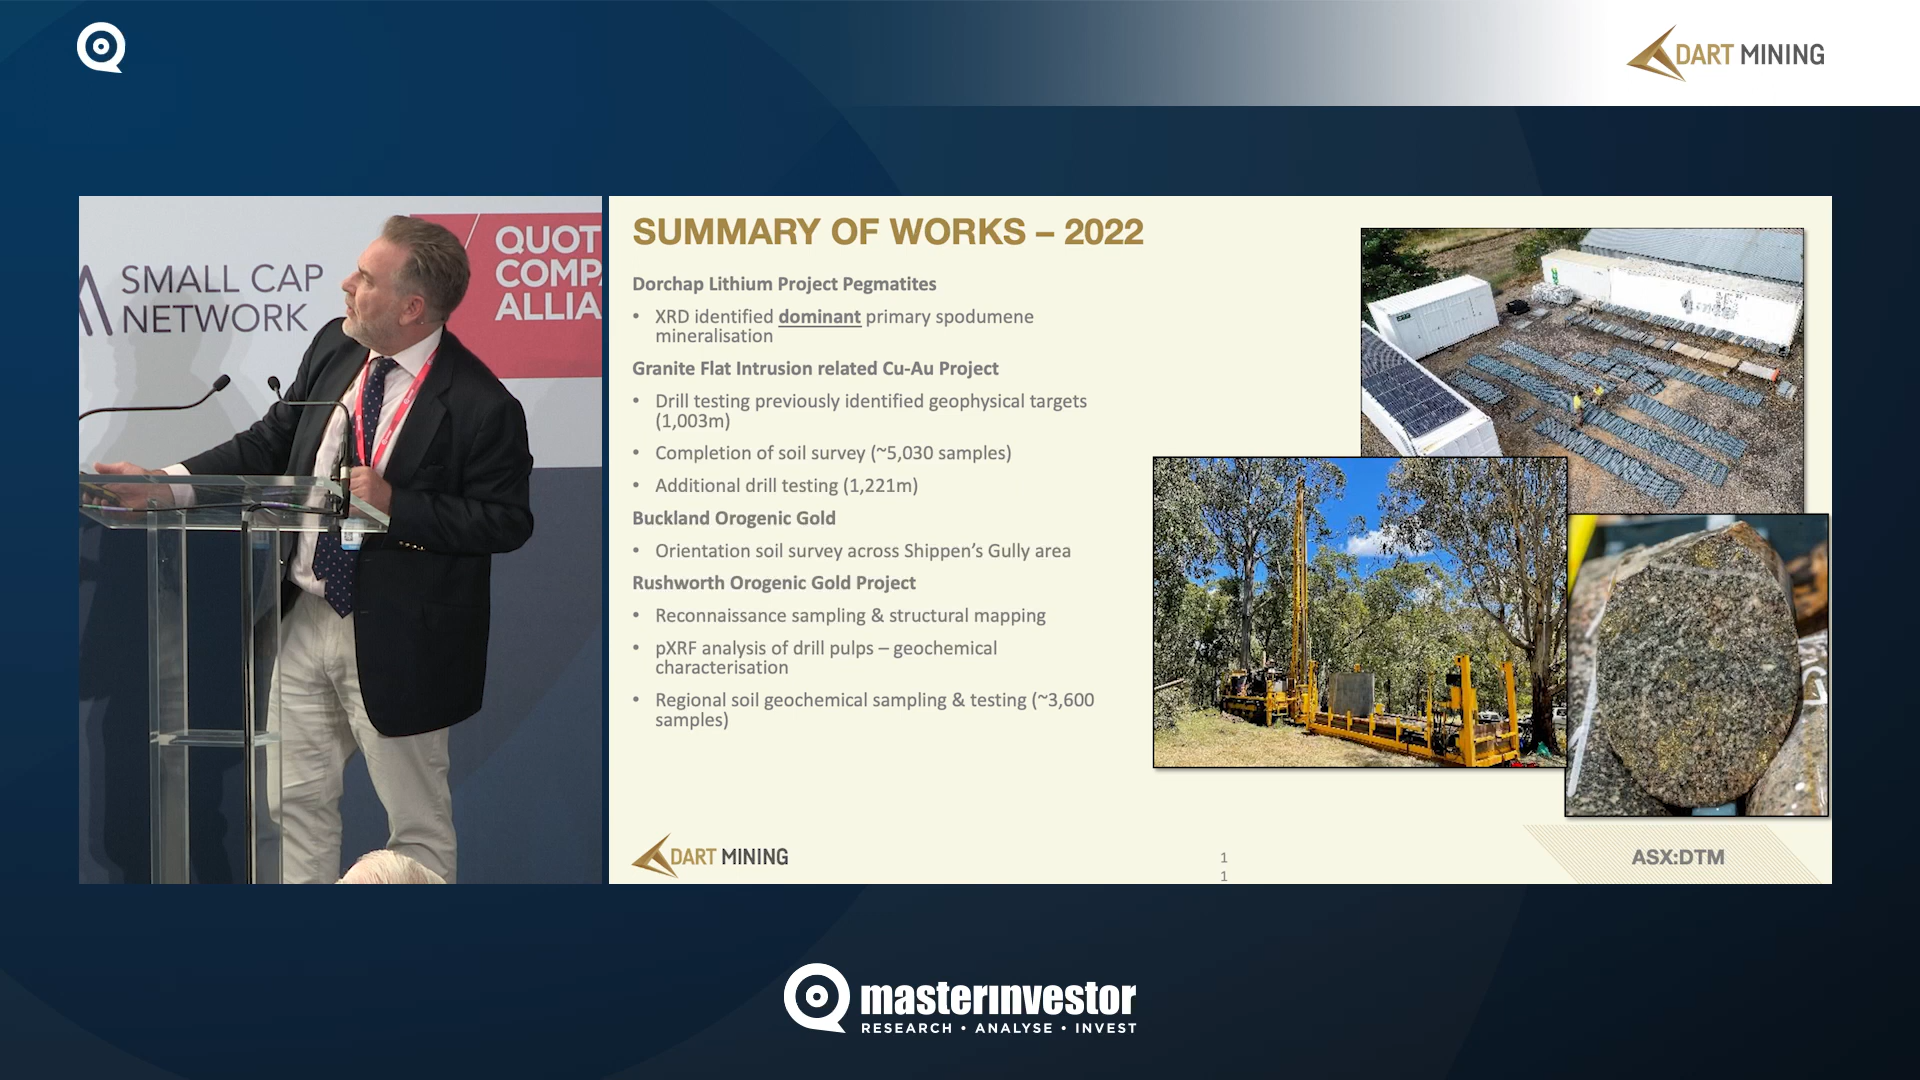 DART MINING
SMALL CAP
NETWORK
QUOT
COMPA
ALLIA
SUMMARY OF WORKS – 2022
Dorchap Lithium Project Pegmatites
• XRD identified dominant primary spodumene
mineralisation
Granite Flat Intrusion related Cu-Au Project
• Drill testing previously identified geophysical targets
(1,003m)
• Completion of soil survey (~5,030 samples)
• Additional drill testing (1,221m)
Buckland Orogenic Gold
• Orientation soil survey across Shippen’s Gully area
Rushworth Orogenic Gold Project
• Reconnaissance sampling & structural mapping
• pXRF analysis of drill pulps – geochemical
characterisation
• Regional soil geochemical sampling & testing (~3,600
samples)
DART MINING
1
1
ASX:DTM
masterinvestor
RESEARCH • ANALYSE • INVEST